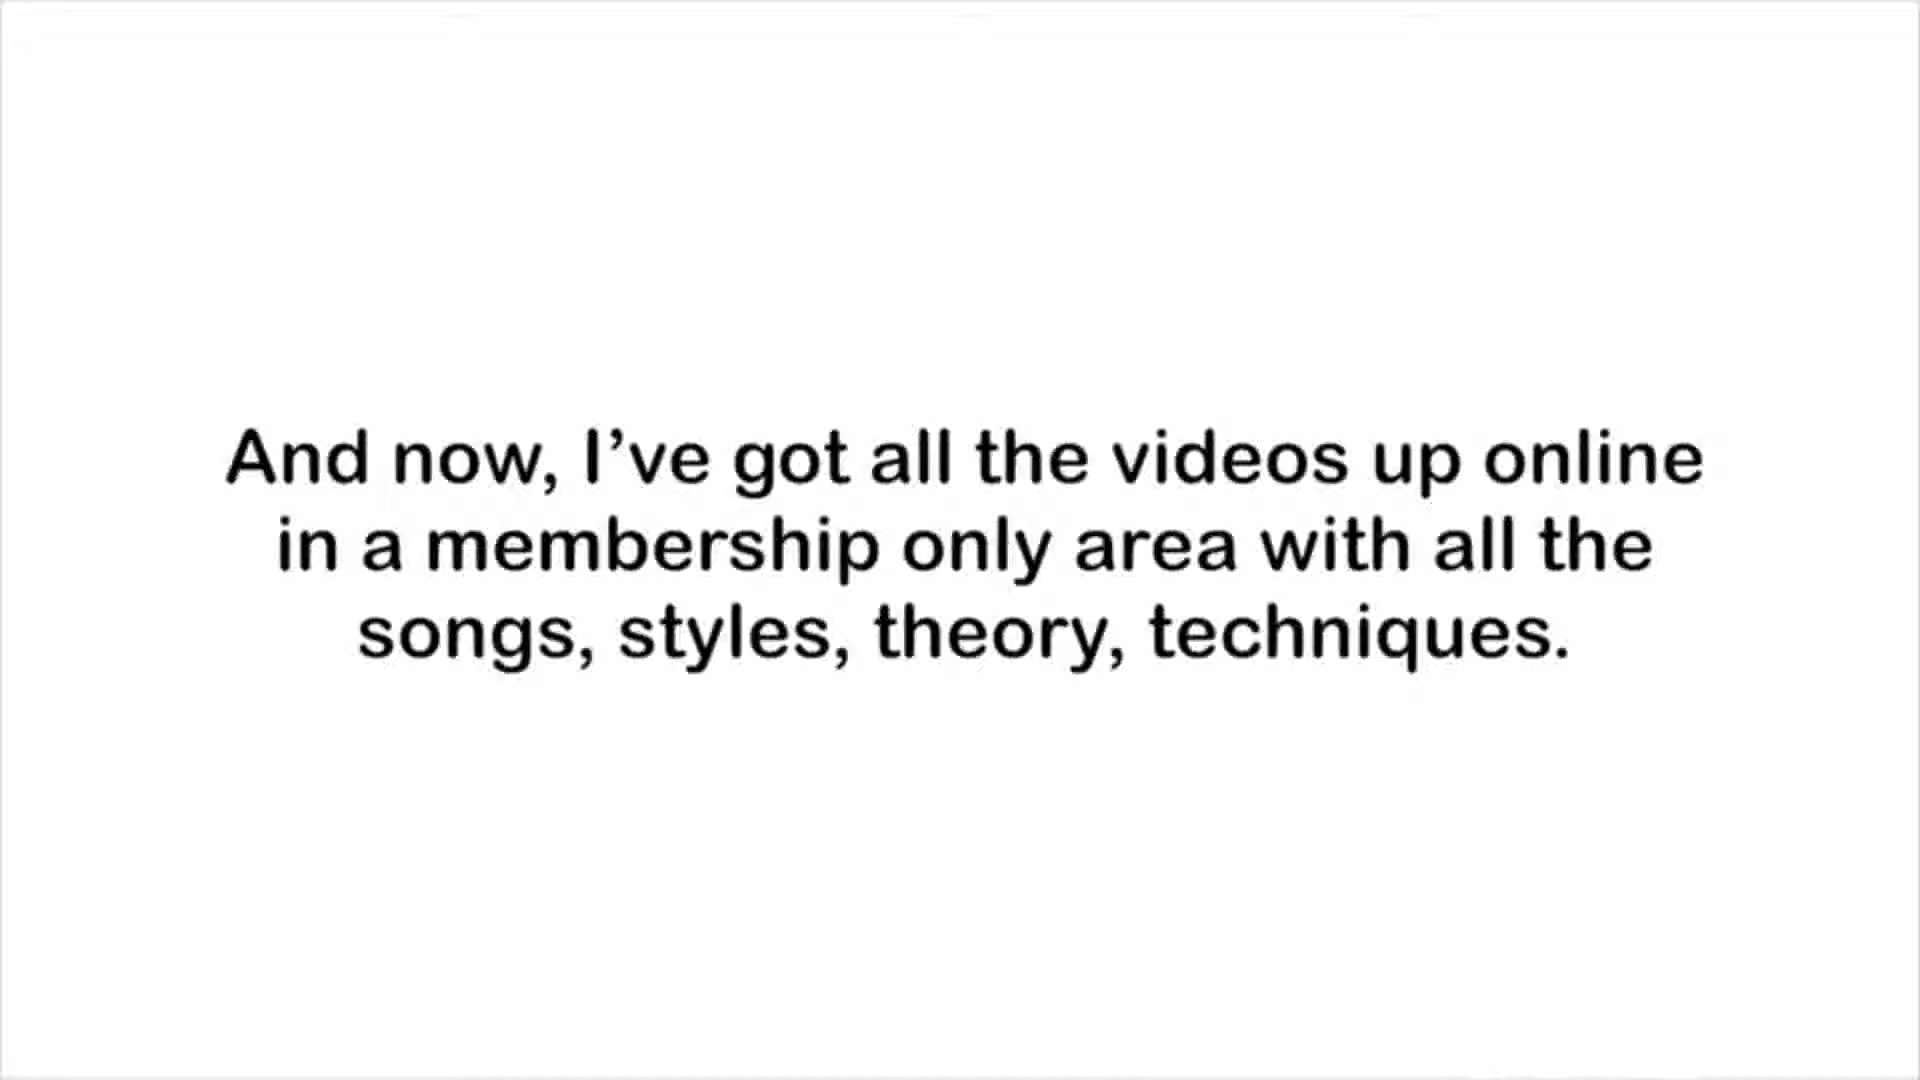 And now, I’ve got all the videos up online
in a membership only area with all the
songs, styles, theory, techniques.